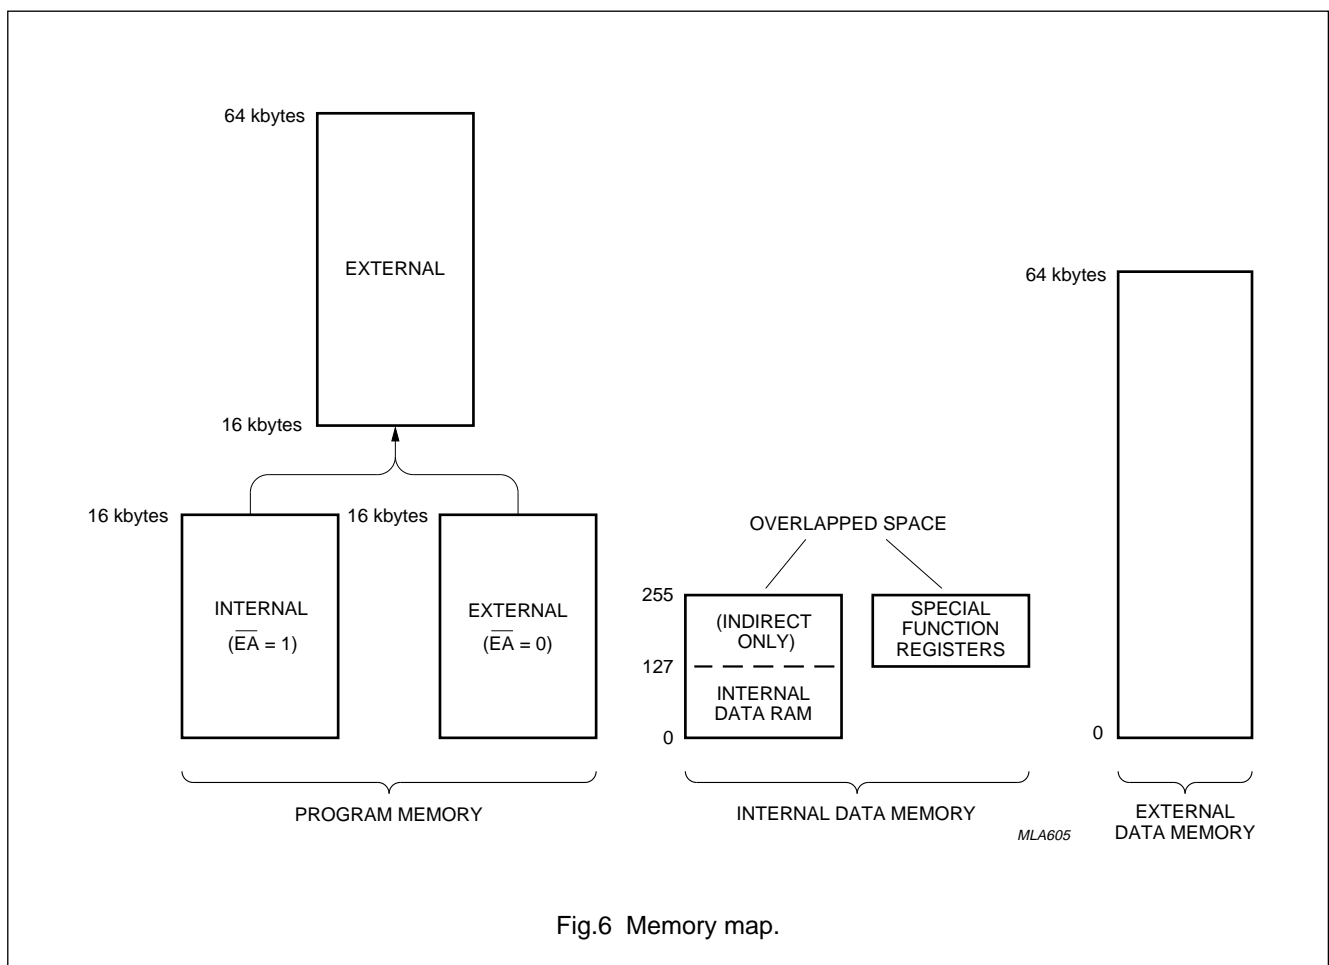 64 kbytes
EXTERNAL
16 kbytes
16 kbytes
INTERNAL
(E̅A̅ = 1)
16 kbytes
EXTERNAL
(E̅A̅ = 0)
PROGRAM MEMORY
OVERLAPPED SPACE
255
(INDIRECT
ONLY)
127
INTERNAL
DATA RAM
0
SPECIAL
FUNCTION
REGISTERS
INTERNAL DATA MEMORY
64 kbytes
0
EXTERNAL
DATA MEMORY
MLA605
Fig.6 Memory map.